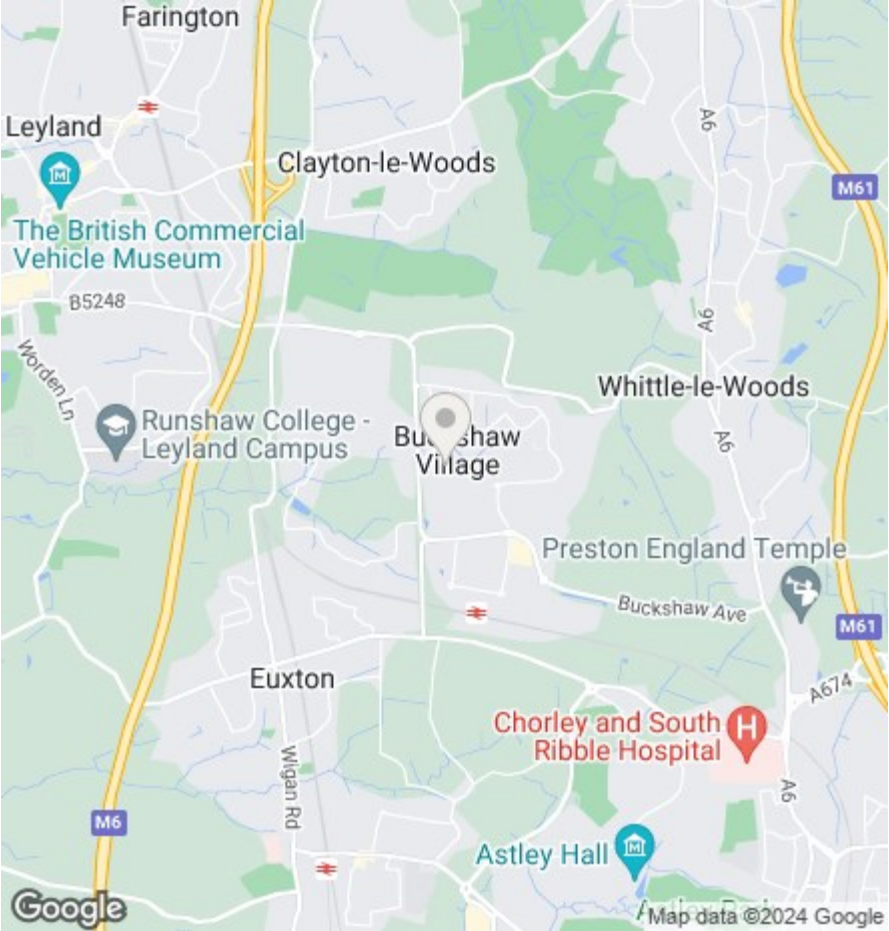 Farington
A6
Leyland
Clayton-le-Woods
M61
The British Commercial
Vehicle Museum
B5248
A6
Worden Ln
Whittle-le-Woods
Runshaw College -
Leyland Campus
Village
A6
Preston England Temple
Buckshaw Ave
M61
Euxton
A674
Chorley and South
Ribble Hospital
H
Wigan Rd
A6
M6
Astley Hall
Google
Map data ©2024 Google